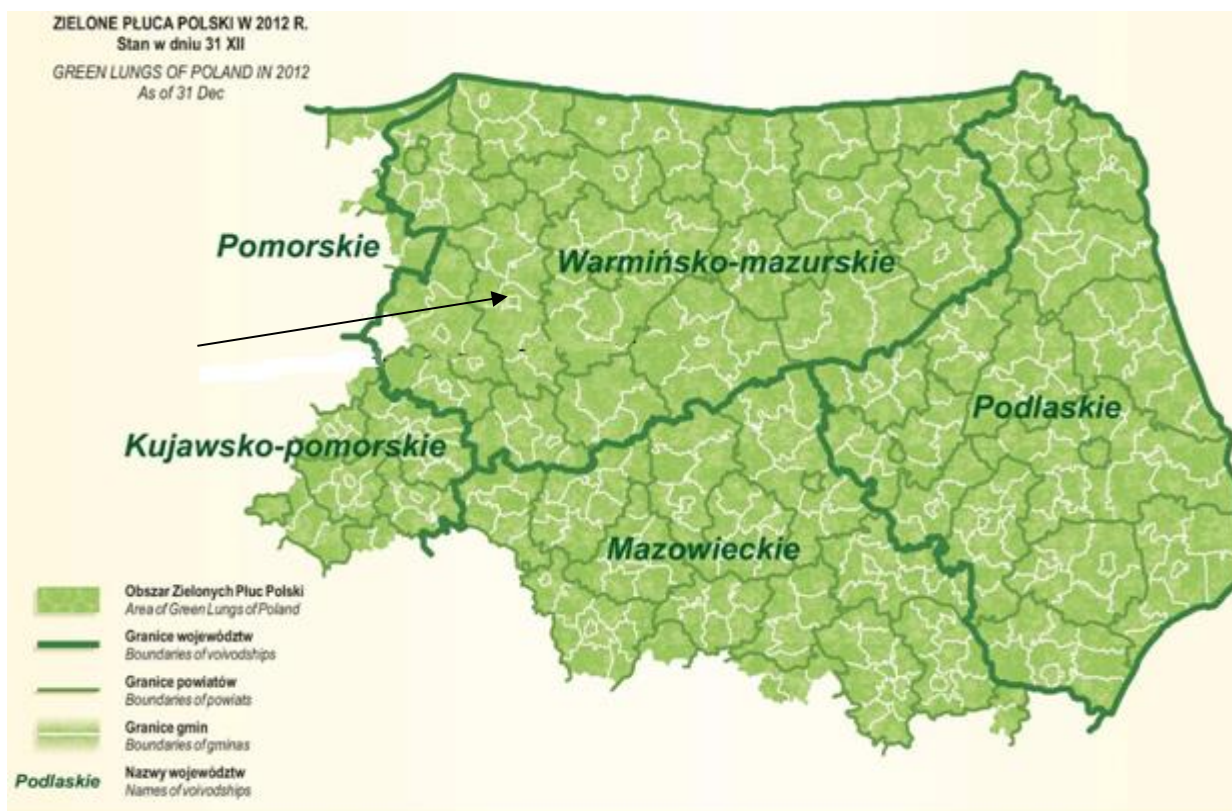 ZIELONE PŁUCA POLSKI W 2012 R.
Stan w dniu 31 XII
GREEN LUNGS OF POLAND IN 2012
As of 31 Dec
Pomorskie
Warmińsko-mazurskie
Podlaskie
Kujawsko-pomorskie
Mazowieckie
Obszar Zielonych Płuc Polski
Area of Green Lungs of Poland
Granice województw
Boundaries of voivodships
Granice powiatów
Boundaries of powiats
Granice gmin
Boundaries of gminas
Podlaskie
Nazwy województw
Names of voivodships